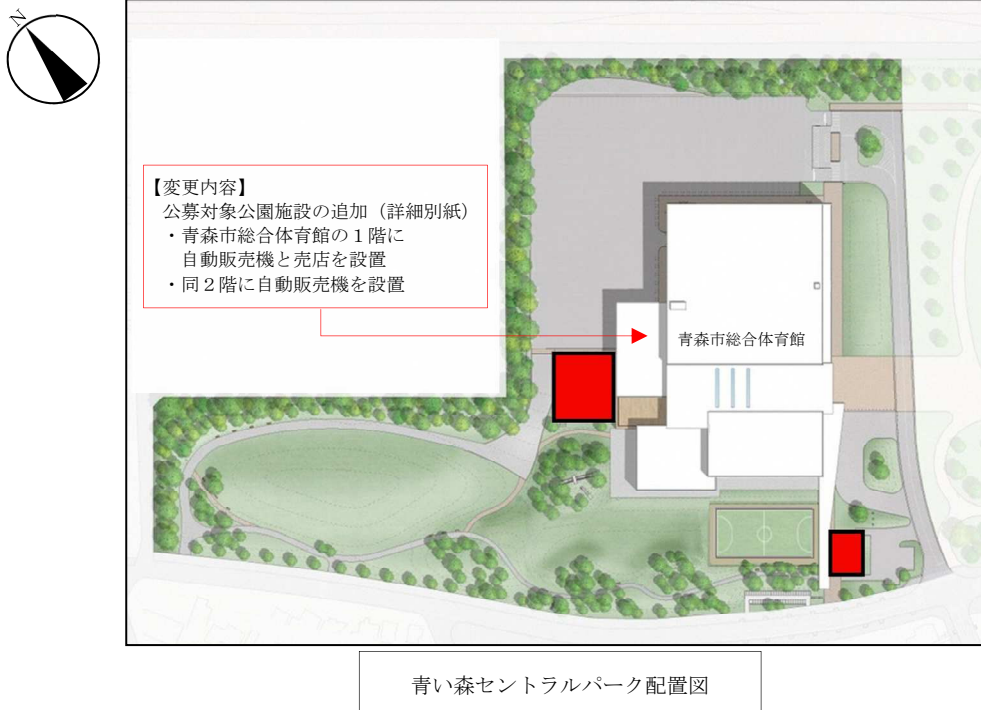 N
【変更内容】
公募対象公園施設の追加（詳細別紙）
・青森市総合体育館の１階に
自動販売機と売店を設置
・同２階に自動販売機を設置
青森市総合体育館
青い森セントラルパーク配置図